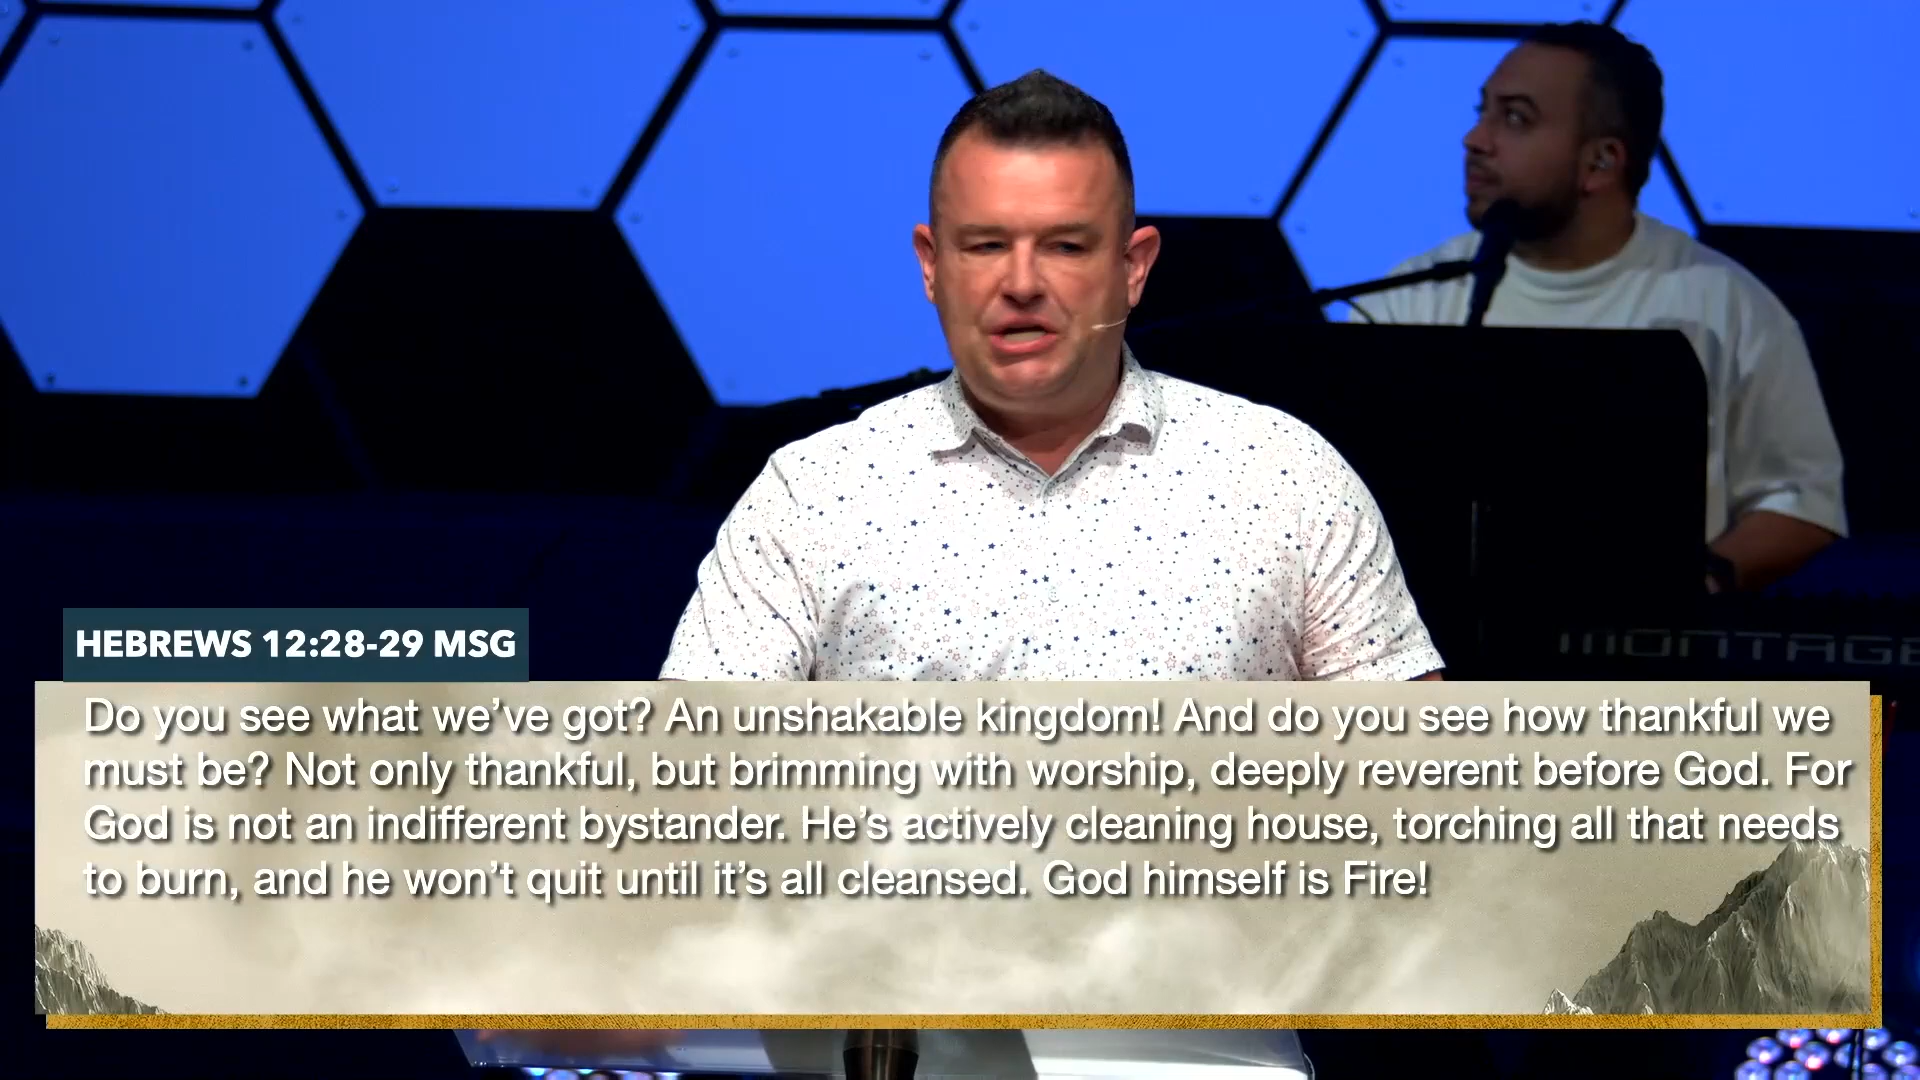 HEBREWS 12:28-29 MSG
Do you see what we’ve got? An unshakable kingdom! And do you see how thankful we
must be? Not only thankful, but brimming with worship, deeply reverent before God. For
God is not an indifferent bystander. He’s actively cleaning house, torching all that needs
to burn, and he won’t quit until it’s all cleansed. God himself is Fire!
MONTAGE